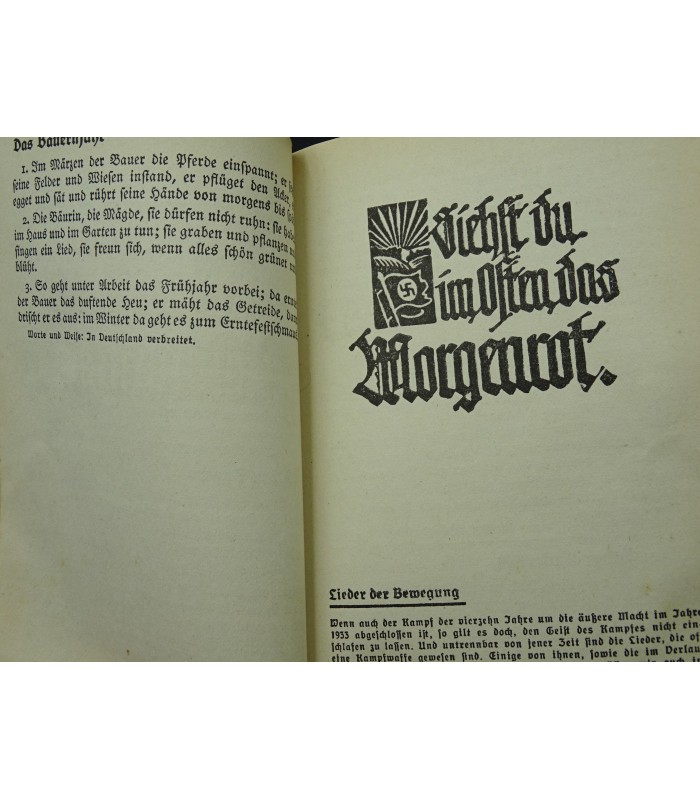 Das Bauernjahr
1. Im Märzen der Bauer die Pferde einspannt; er
seine Felder und Wiesen instand, er pflüget den Acker, er
egget und sät und rührt seine Hände von morgens bis
2. Die Bäurin, die Mägde, sie dürfen nicht ruhn: sie
im Haus und im Garten zu tun; sie graben und pflanzen
singen ein Lied, sie freun sich, wenn alles schön grünet
blüht.
3. So geht unter Arbeit das Frühjahr vorbei; da
der Bauer das duftende Heu; er mäht das Getreide,
drischt er es aus: im Winter da geht es zum Erntefestschmau
Worte und Weise: In Deutschland verbreitet.
Siehst du
im Osten das
Morgenrot.
Lieder der Bewegung
Wenn auch der Kampf der vierzehn Jahre um die äußere Macht im Jahre
1933 abgeschlossen ist, so gilt es doch, den Geist des Kampfes nicht ein-
schlafen zu lassen. Und untrennbar von jener Zeit sind die Lieder, die of
eine Kampfwaffe gewesen sind. Einige von ihnen, sowie die im Verlau